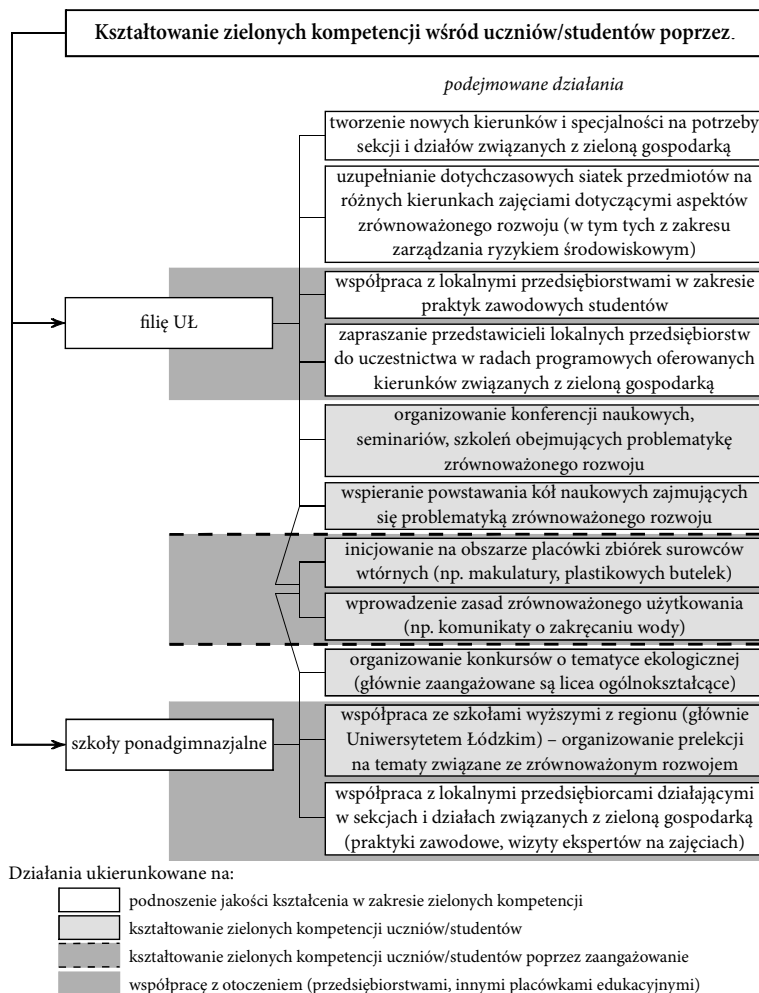 Kształtowanie zielonych kompetencji wśród uczniów/studentów poprzez.
podejmowane działania
tworzenie nowych kierunków i specjalności na potrzeby
sekcji i działów związanych z zieloną gospodarką
uzupełnianie dotychczasowych siatek przedmiotów na
różnych kierunkach zajęciami dotyczącymi aspektów
zrównoważonego rozwoju (w tym tych z zakresu
zarządzania ryzykiem środowiskowym)
współpraca z lokalnymi przedsiębiorstwami w zakresie
praktyk zawodowych studentów
filię UŁ
zapraszanie przedstawicieli lokalnych przedsiębiorstw
do uczestnictwa w radach programowych oferowanych
kierunków związanych z zieloną gospodarką
organizowanie konferencji naukowych,
seminariów, szkoleń obejmujących problematykę
zrównoważonego rozwoju
wspieranie powstawania kół naukowych zajmujących
się problematyką zrównoważonego rozwoju
inicjowanie na obszarze placówki zbiórek surowców
wtórnych (np. makulatury, plastikowych butelek)
wprowadzenie zasad zrównoważonego użytkowania
(np. komunikaty o zakręcaniu wody)
organizowanie konkursów o tematyce ekologicznej
(głównie zaangażowane są licea ogólnokształcące)
szkoły ponadgimnazjalne
współpraca ze szkołami wyższymi z regionu (głównie
Uniwersytetem Łódzkim) – organizowanie prelekcji
na tematy związane ze zrównoważonym rozwojem
współpraca z lokalnymi przedsiębiorcami działającymi
w sekcjach i działach związanych z zieloną gospodarką
(praktyki zawodowe, wizyty ekspertów na zajęciach)
Działania ukierunkowane na:
podnoszenie jakości kształcenia w zakresie zielonych kompetencji
kształtowanie zielonych kompetencji uczniów/studentów
kształtowanie zielonych kompetencji uczniów/studentów poprzez zaangażowanie
współpracę z otoczeniem (przedsiębiorstwami, innymi placówkami edukacyjnymi)